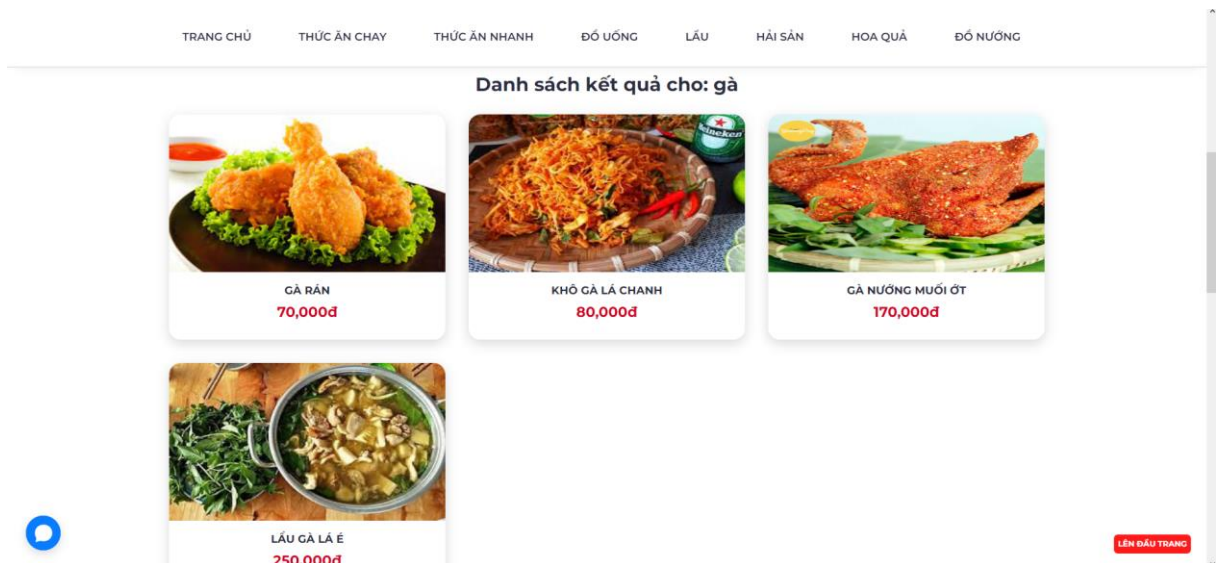 TRANG CHỦ THỨC ĂN CHAY THỨC ĂN NHANH ĐỒ UỐNG LẨU HẢI SẢN HOA QUẢ ĐỒ NƯỚNG
Danh sách kết quả cho: gà
Heineken
GÀ RÁN
70,000đ
KHÔ GÀ LÁ CHANH
80,000đ
GÀ NƯỚNG MUỐI ỚT
170,000đ
LẨU GÀ LÁ É
250,000đ
LÊN ĐẦU TRANG